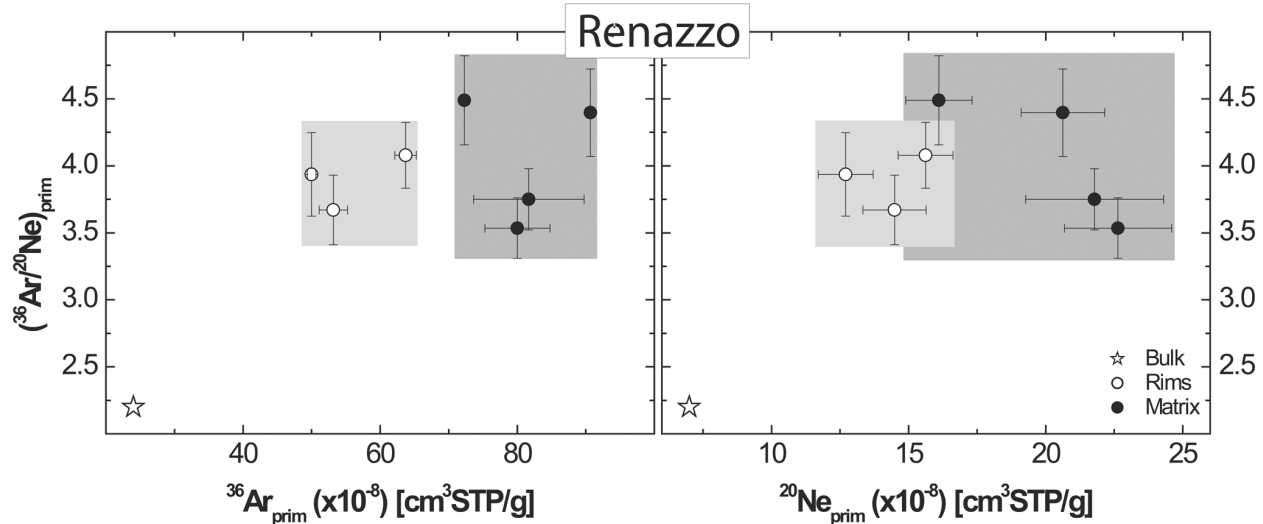 Renazzo
(³⁶Ar/²⁰Ne)prim
4.5
4.0
3.5
3.0
2.5
40
60
80
³⁶Arprim (x10⁻⁸) [cm³STP/g]
10
15
20
25
²⁰Neprim (x10⁻⁸) [cm³STP/g]
4.5
4.0
3.5
3.0
2.5
Bulk
Rims
Matrix